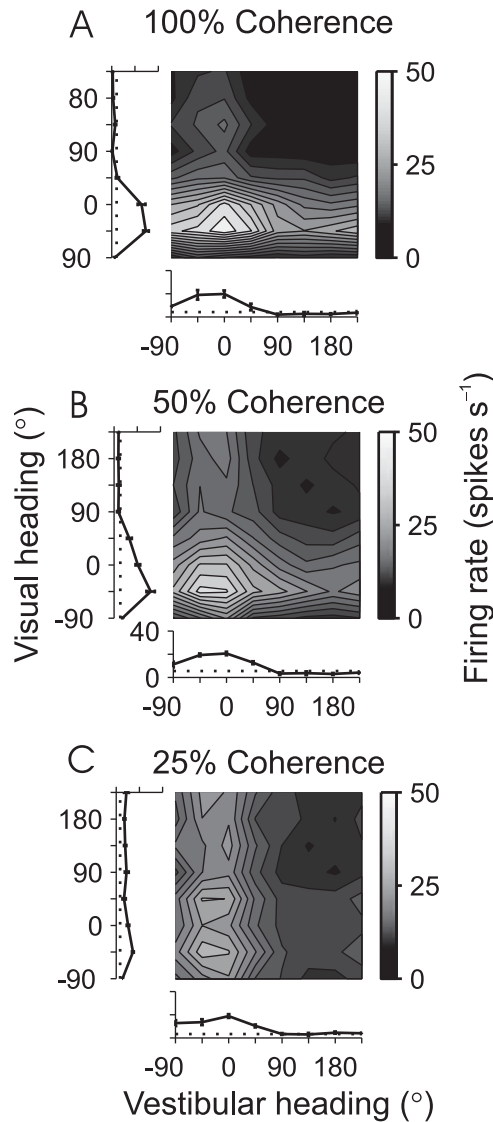 A 100% Coherence
80
90
0
90
50
25
0
-90 0 90 180
B 50% Coherence
180
90
0
-90
50
25
0
40
0
-90 0 90 180
C 25% Coherence
180
90
0
-90
50
25
0
-90 0 90 180
Vestibular heading (°)
Visual heading (°)
Firing rate (spikes s⁻¹)